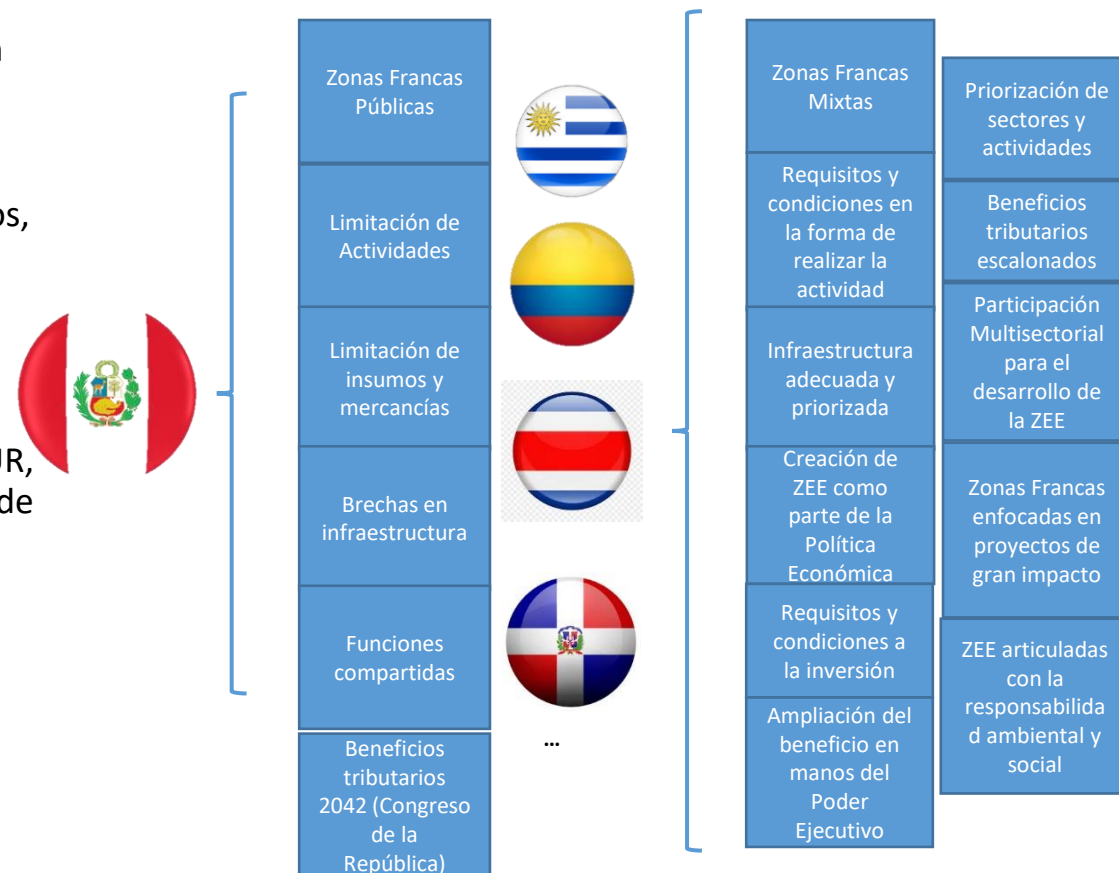 os,
UR,
de
Zonas Francas
Públicas
Limitación de
Actividades
Limitación de
insumos y
mercancías
Brechas en
infraestructura
Funciones
compartidas
Beneficios
tributarios
2042 (Congreso
de la
República)
...
Zonas Francas
Mixtas
Requisitos y
condiciones en
la forma de
realizar la
actividad
Infraestructura
adecuada y
priorizada
Creación de
ZEE como
parte de la
Política
Económica
Requisitos y
condiciones a
la inversión
Ampliación del
beneficio en
manos del
Poder
Ejecutivo
Priorización de
sectores y
actividades
Beneficios
tributarios
escalonados
Participación
Multisectorial
para el
desarrollo de
la ZEE
Zonas Francas
enfocadas en
proyectos de
gran impacto
ZEE articuladas
con la
responsabilida
d ambiental y
social